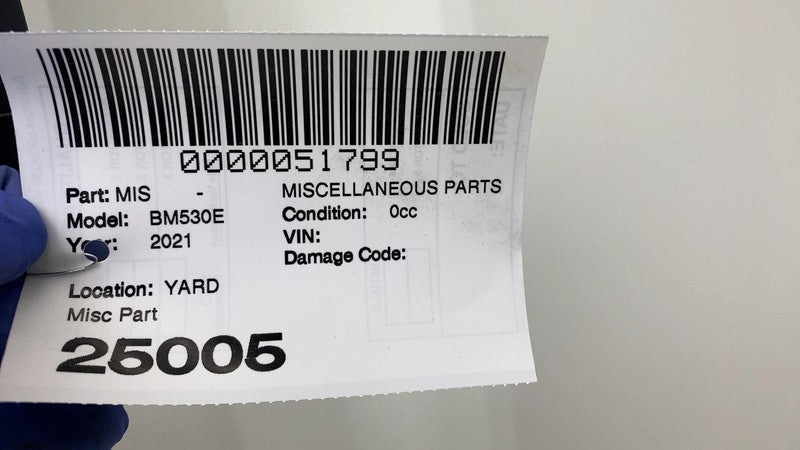 0000051799
Part: MIS - MISCELLANEOUS PARTS
Model: BM530E Condition: 0cc
Year: 2021 VIN:
Damage Code:
Location: YARD
Misc Part
25005